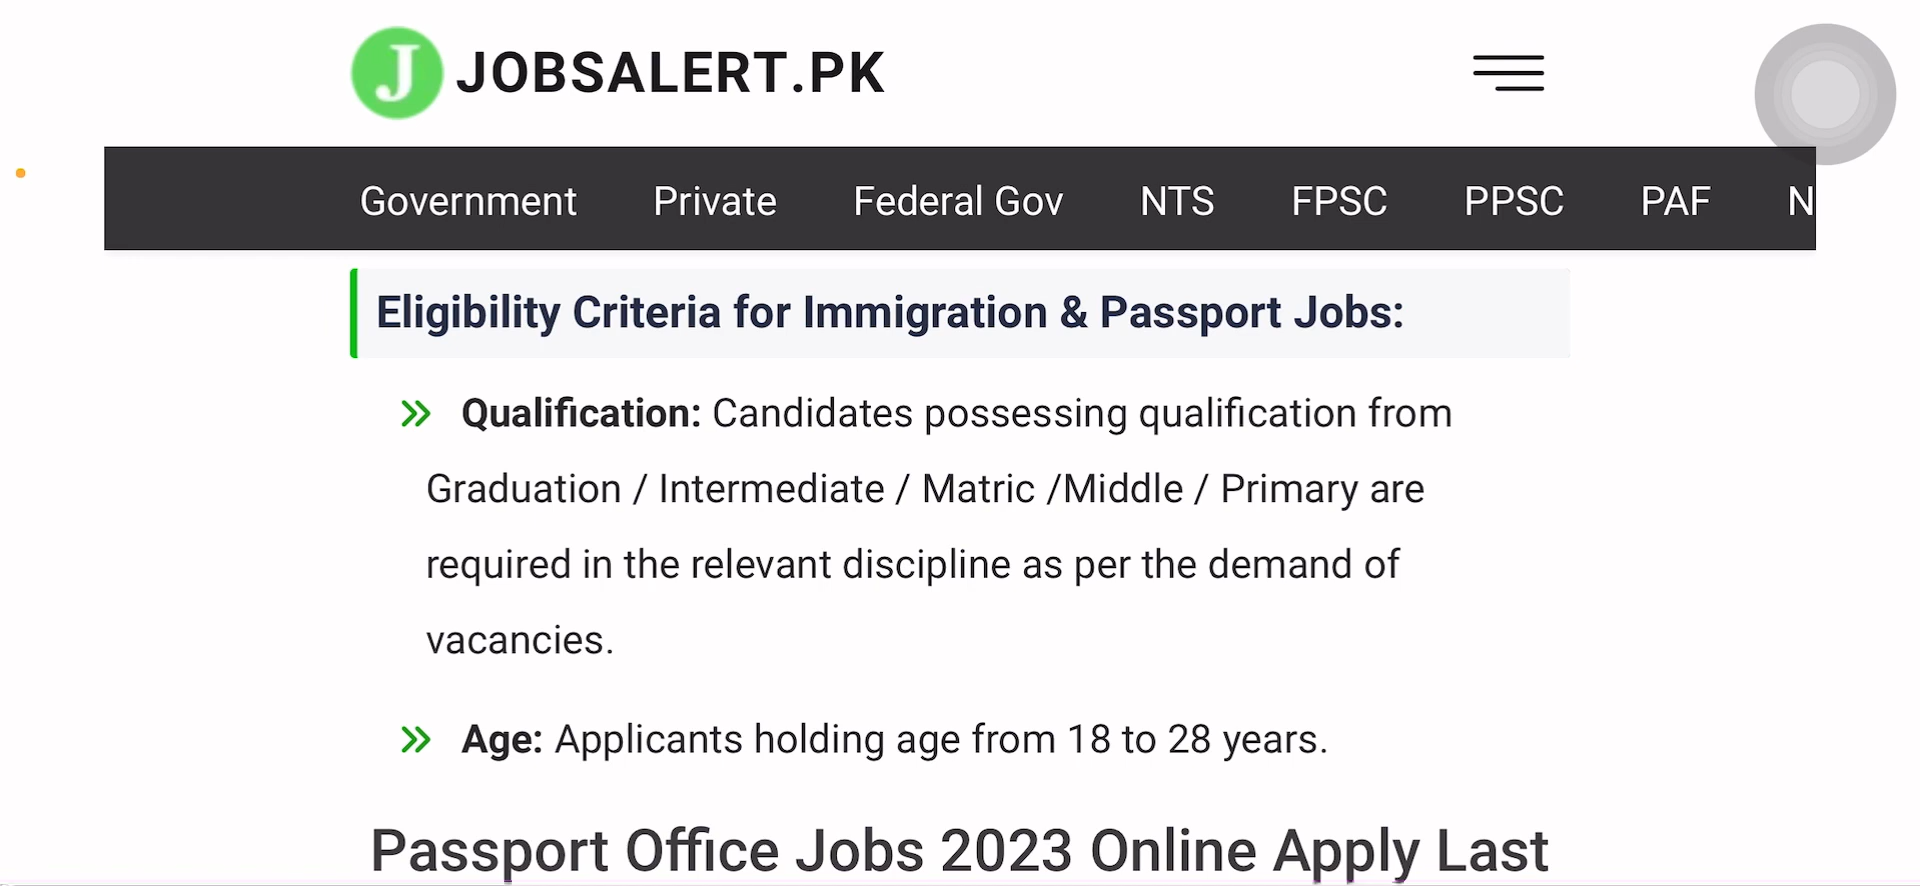 J JOBSALERT.PK
Government Private Federal Gov NTS FPSC PPSC PAF N
Eligibility Criteria for Immigration & Passport Jobs:
Qualification: Candidates possessing qualification from
Graduation / Intermediate / Matric /Middle / Primary are
required in the relevant discipline as per the demand of
vacancies.
Age: Applicants holding age from 18 to 28 years.
Passport Office Jobs 2023 Online Apply Last